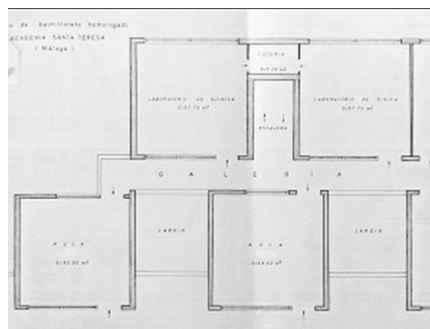 de bachillerato homologado
ACADEMIA SANTA TERESA
( Málaga )
TUTORIA
LABORATORIO DE QUIMICA
LABORATORIO DE FISICA
ESCALERA
G A L E R I A
JARDIN
JARDIN
AULA
AULA